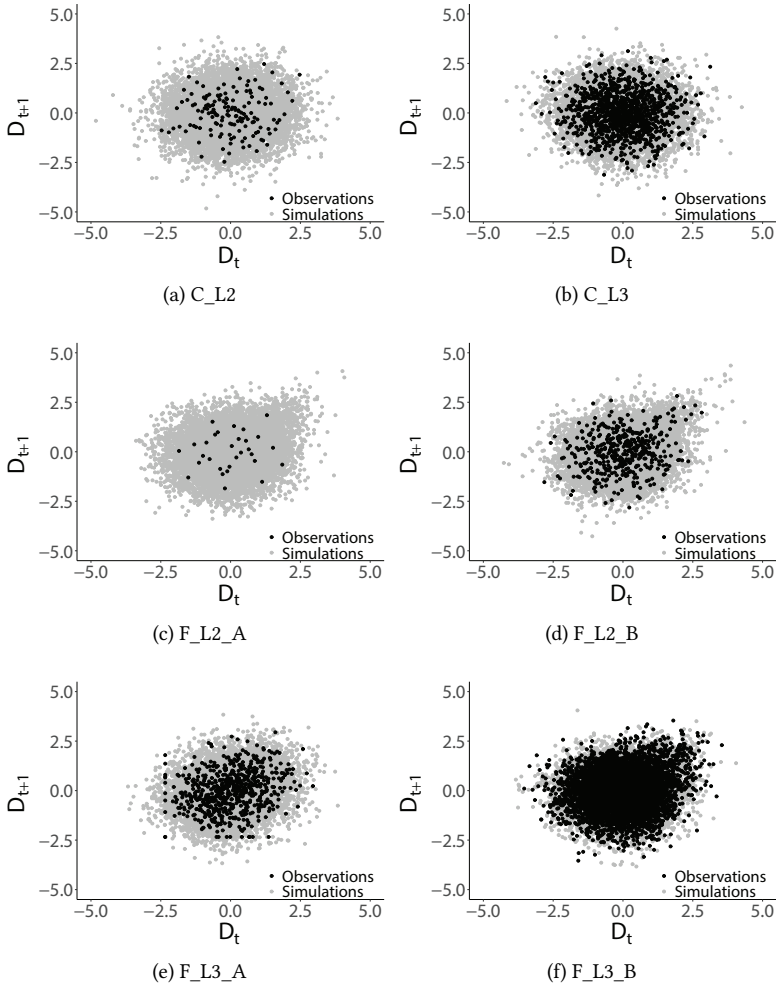 5.0
2.5
0.0
−2.5
−5.0
D_{t+1}
Observations
Simulations
−5.0 −2.5 0.0 2.5 5.0
D_t
(a) C_L2
5.0
2.5
0.0
−2.5
−5.0
D_{t+1}
Observations
Simulations
−5.0 −2.5 0.0 2.5 5.0
D_t
(b) C_L3
5.0
2.5
0.0
−2.5
−5.0
D_{t+1}
Observations
Simulations
−5.0 −2.5 0.0 2.5 5.0
D_t
(c) F_L2_A
5.0
2.5
0.0
−2.5
−5.0
D_{t+1}
Observations
Simulations
−5.0 −2.5 0.0 2.5 5.0
D_t
(d) F_L2_B
5.0
2.5
0.0
−2.5
−5.0
D_{t+1}
Observations
Simulations
−5.0 −2.5 0.0 2.5 5.0
D_t
(e) F_L3_A
5.0
2.5
0.0
−2.5
−5.0
D_{t+1}
Observations
Simulations
−5.0 −2.5 0.0 2.5 5.0
D_t
(f) F_L3_B